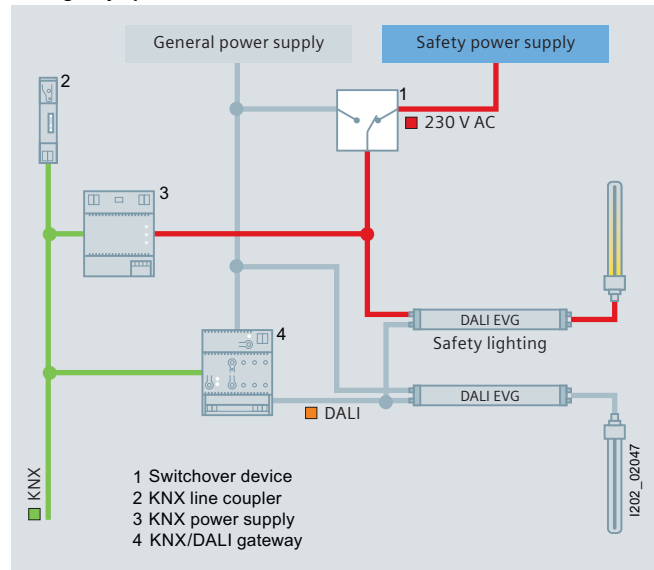 General power supply
Safety power supply
2
1
230 V AC
3
DALI EVG
Safety lighting
4
DALI EVG
DALI
KNX
1 Switchover device
2 KNX line coupler
3 KNX power supply
4 KNX/DALI gateway
I202_02047